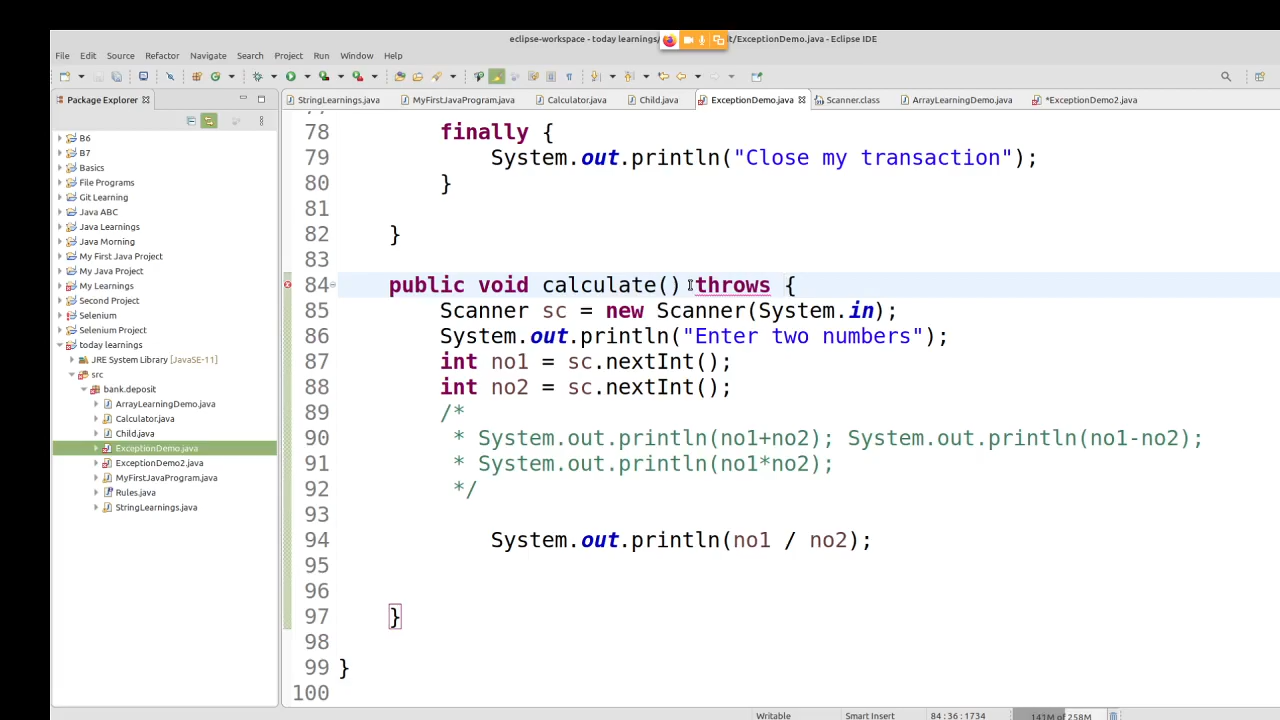 eclipse-workspace - today learnings/ t/ExceptionDemo.java - Eclipse IDE
File Edit Source Refactor Navigate Search Project Run Window Help
Package Explorer
StringLearnings.java MyFirstJavaProgram.java Calculator.java Child.java ExceptionDemo.java Scanner.class ArrayLearningDemo.java *ExceptionDemo2.java
B6
B7
Basics
File Programs
Git Learning
Java ABC
Java Learnings
Java Morning
My First Java Project
My Java Project
My Learnings
Second Project
Selenium
Selenium Project
today learnings
JRE System Library [JavaSE-11]
src
bank.deposit
ArrayLearningDemo.java
Calculator.java
Child.java
ExceptionDemo.java
ExceptionDemo2.java
MyFirstJavaProgram.java
Rules.java
StringLearnings.java
78 finally {
79 System.out.println("Close my transaction");
80 }
81
82 }
83
84 public void calculate() throws {
85 Scanner sc = new Scanner(System.in);
86 System.out.println("Enter two numbers");
87 int no1 = sc.nextInt();
88 int no2 = sc.nextInt();
89 /*
90 * System.out.println(no1+no2); System.out.println(no1-no2);
91 * System.out.println(no1*no2);
92 */
93
94 System.out.println(no1 / no2);
95
96
97 }
98
99 }
100
Writable Smart Insert 84 : 36 : 1734 141M of 258M